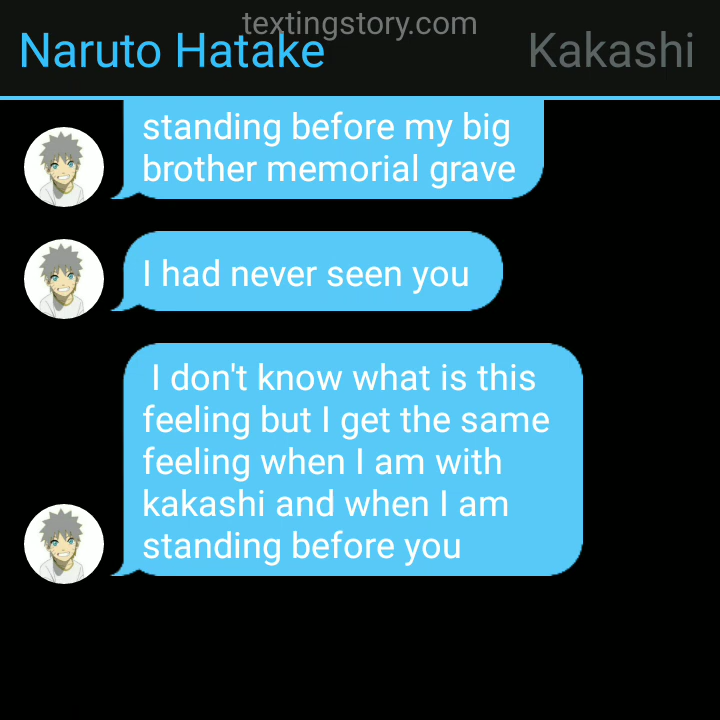 textingstory.com
Naruto Hatake
Kakashi
standing before my big
brother memorial grave
I had never seen you
I don't know what is this
feeling but I get the same
feeling when I am with
kakashi and when I am
standing before you